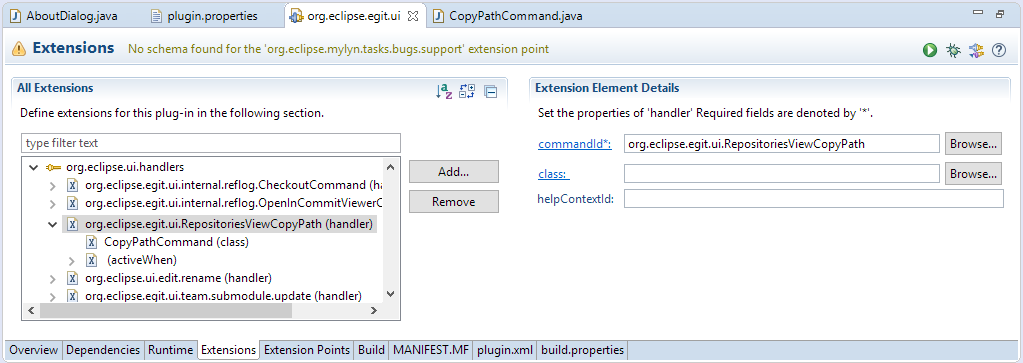 AboutDialog.java plugin.properties org.eclipse.egit.ui CopyPathCommand.java
Extensions No schema found for the 'org.eclipse.mylyn.tasks.bugs.support' extension point
All Extensions
Define extensions for this plug-in in the following section.
type filter text
org.eclipse.ui.handlers
org.eclipse.egit.ui.internal.reflog.CheckoutCommand (ha
org.eclipse.egit.ui.internal.reflog.OpenInCommitViewerC
org.eclipse.egit.ui.RepositoriesViewCopyPath (handler)
CopyPathCommand (class)
(activeWhen)
org.eclipse.ui.edit.rename (handler)
org.eclipse.egit.ui.team.submodule.update (handler)
Add...
Remove
Extension Element Details
Set the properties of 'handler' Required fields are denoted by '*'.
commandId*: org.eclipse.egit.ui.RepositoriesViewCopyPath Browse...
class: Browse...
helpContextId:
Overview Dependencies Runtime Extensions Extension Points Build MANIFEST.MF plugin.xml build.properties